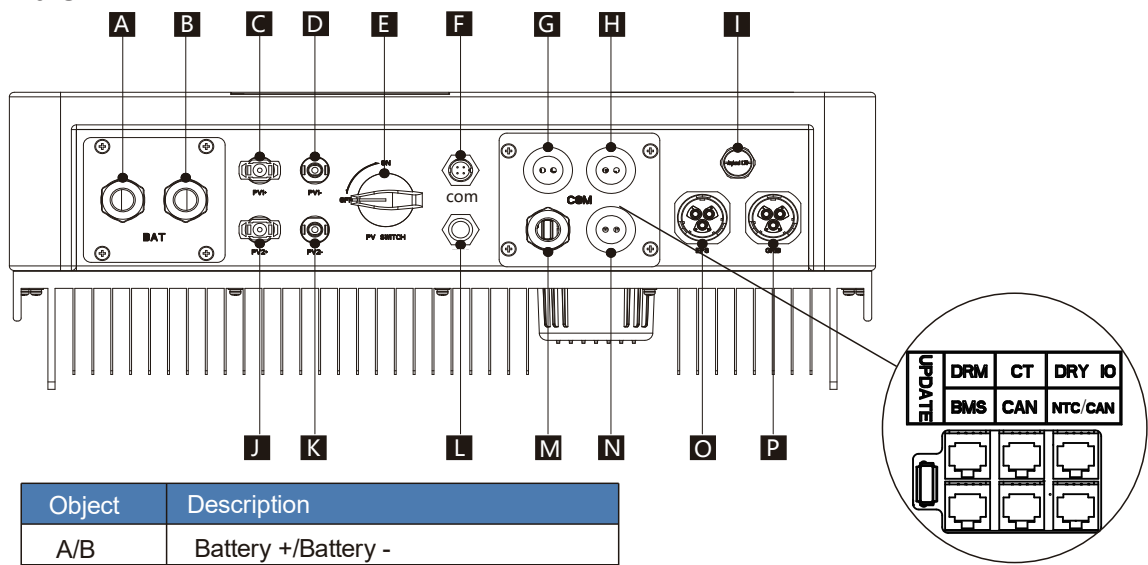 A B C D E F G H I
PV1+ PV1- ON OFF com
BAT PV2+ PV2- PV SWITCH COM
J K L M N O P
UPDATE DRM CT DRY IO
BMS CAN NTC/CAN
Object Description
A/B Battery +/Battery -